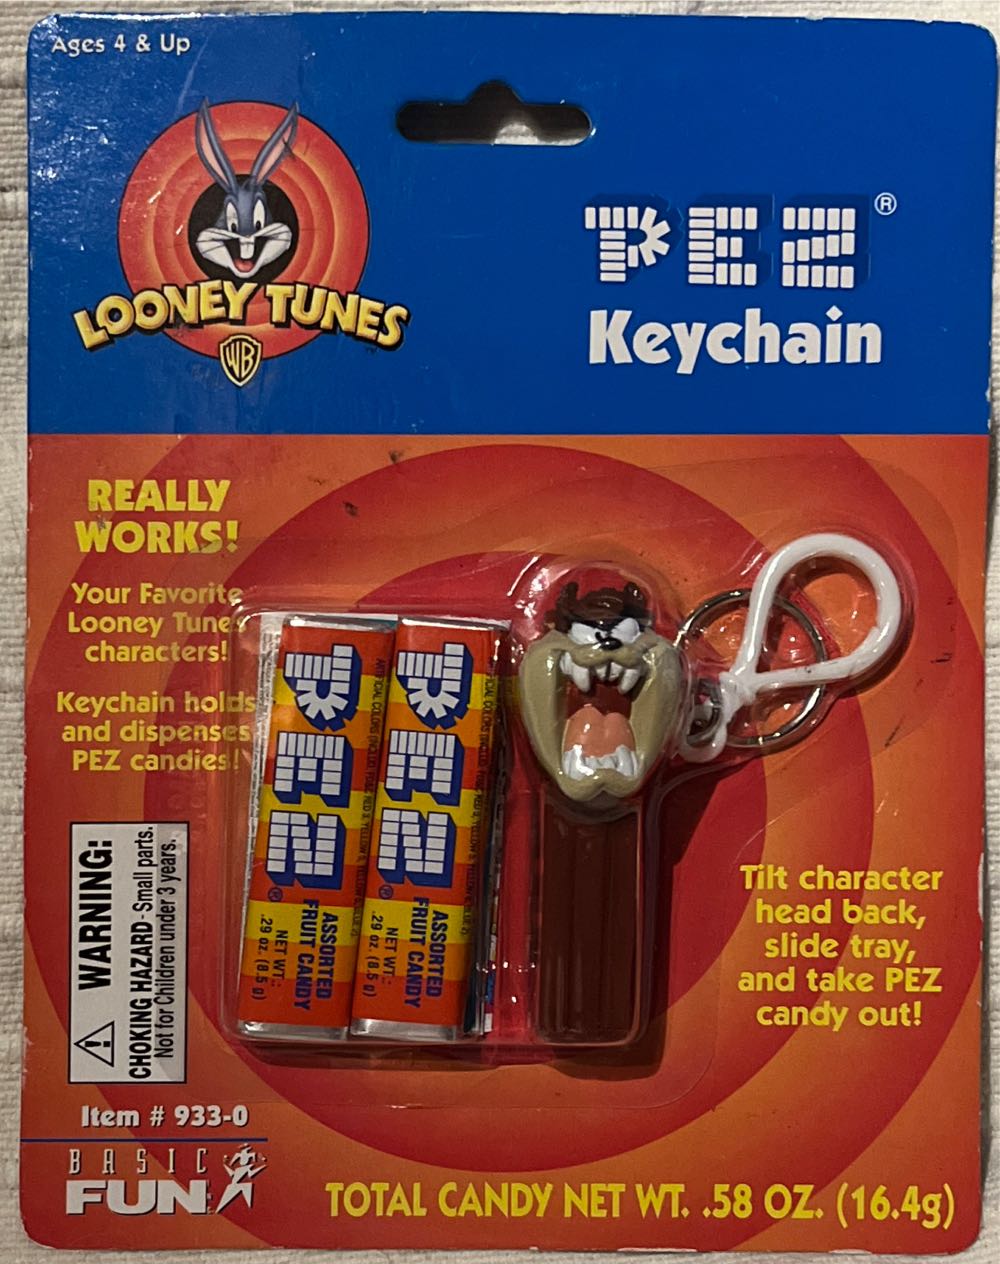 Ages 4 & Up
LOONEY TUNES
WB
PEZ®
Keychain
REALLY
WORKS!
Your Favorite
Looney Tunes
characters!
Keychain holds
and dispenses
PEZ candies!
WARNING:
CHOKING HAZARD - Small parts.
Not for Children under 3 years.
PEZ®
ASSORTED
FRUIT CANDY
NET WT.:
.29 oz. (8.5 g)
PEZ®
ASSORTED
FRUIT CANDY
NET WT.:
.29 oz. (8.5 g)
Tilt character
head back,
slide tray,
and take PEZ
candy out!
Item # 933-0
BASIC
FUN
TOTAL CANDY NET WT. .58 OZ. (16.4g)